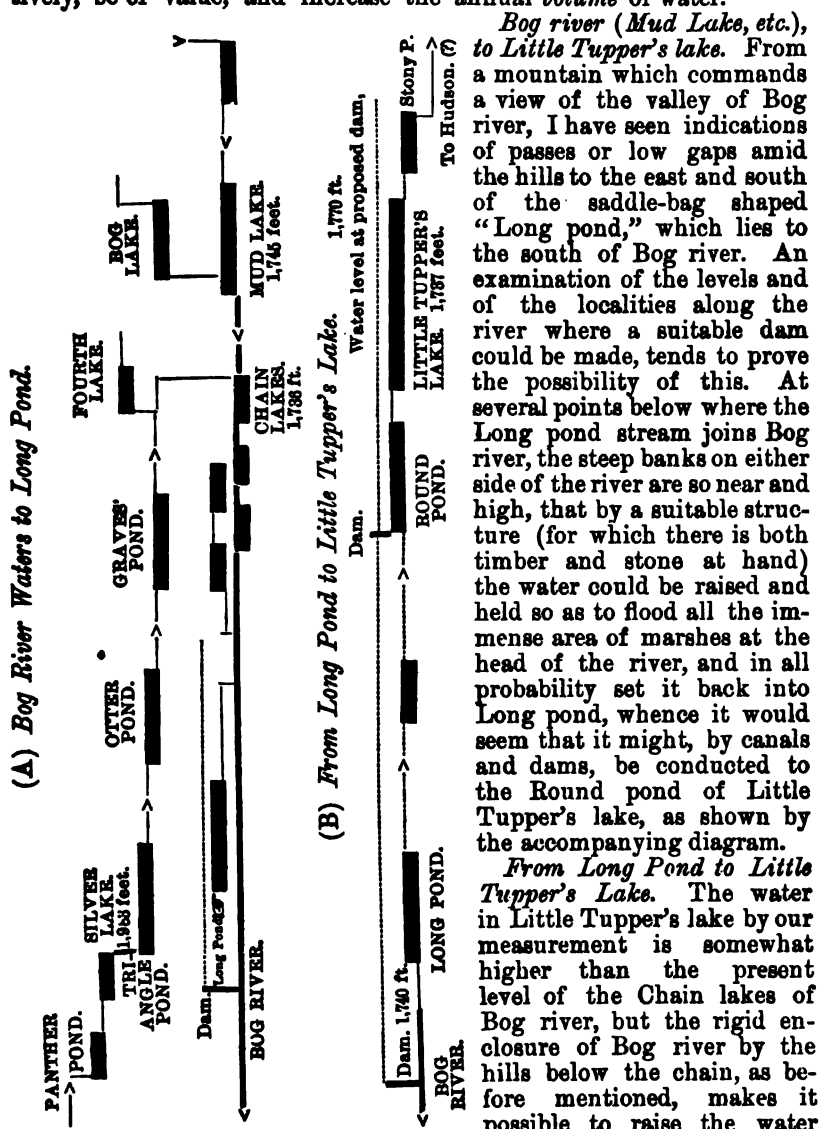 ively, be of value, and increase the annual volume of water.
(A) Bog River Waters to Long Pond.
PANTHER
POND.
SILVER
LAKE.
TRI-
ANGLE
POND.
feet.
OTTER
POND.
GRAVES'
POND.
FOURTH
LAKE.
BOG
LAKE.
Dam.
Long Pond
BOG RIVER.
CHAIN
LAKES.
ft.
MUD LAKE.
1,745 feet.
(B) From Long Pond to Little Tupper's Lake.
Dam.
1,770 ft.
Water level at proposed dam,
Dam. 1,740 ft.
BOG
RIVER.
LONG POND.
ROUND
POND.
LITTLE TUPPER'S
LAKE. 1,737 feet.
Stony P.
To Hudson. (?)
Bog river (Mud Lake, etc.),
to Little Tupper's lake. From
a mountain which commands
a view of the valley of Bog
river, I have seen indications
of passes or low gaps amid
the hills to the east and south
of the saddle-bag shaped
"Long pond," which lies to
the south of Bog river. An
examination of the levels and
of the localities along the
river where a suitable dam
could be made, tends to prove
the possibility of this. At
several points below where the
Long pond stream joins Bog
river, the steep banks on either
side of the river are so near and
high, that by a suitable struc-
ture (for which there is both
timber and stone at hand)
the water could be raised and
held so as to flood all the im-
mense area of marshes at the
head of the river, and in all
probability set it back into
Long pond, whence it would
seem that it might, by canals
and dams, be conducted to
the Round pond of Little
Tupper's lake, as shown by
the accompanying diagram.
From Long Pond to Little
Tupper's Lake. The water
in Little Tupper's lake by our
measurement is somewhat
higher than the present
level of the Chain lakes of
Bog river, but the rigid en-
closure of Bog river by the
hills below the chain, as be-
fore mentioned, makes it
possible to raise the water